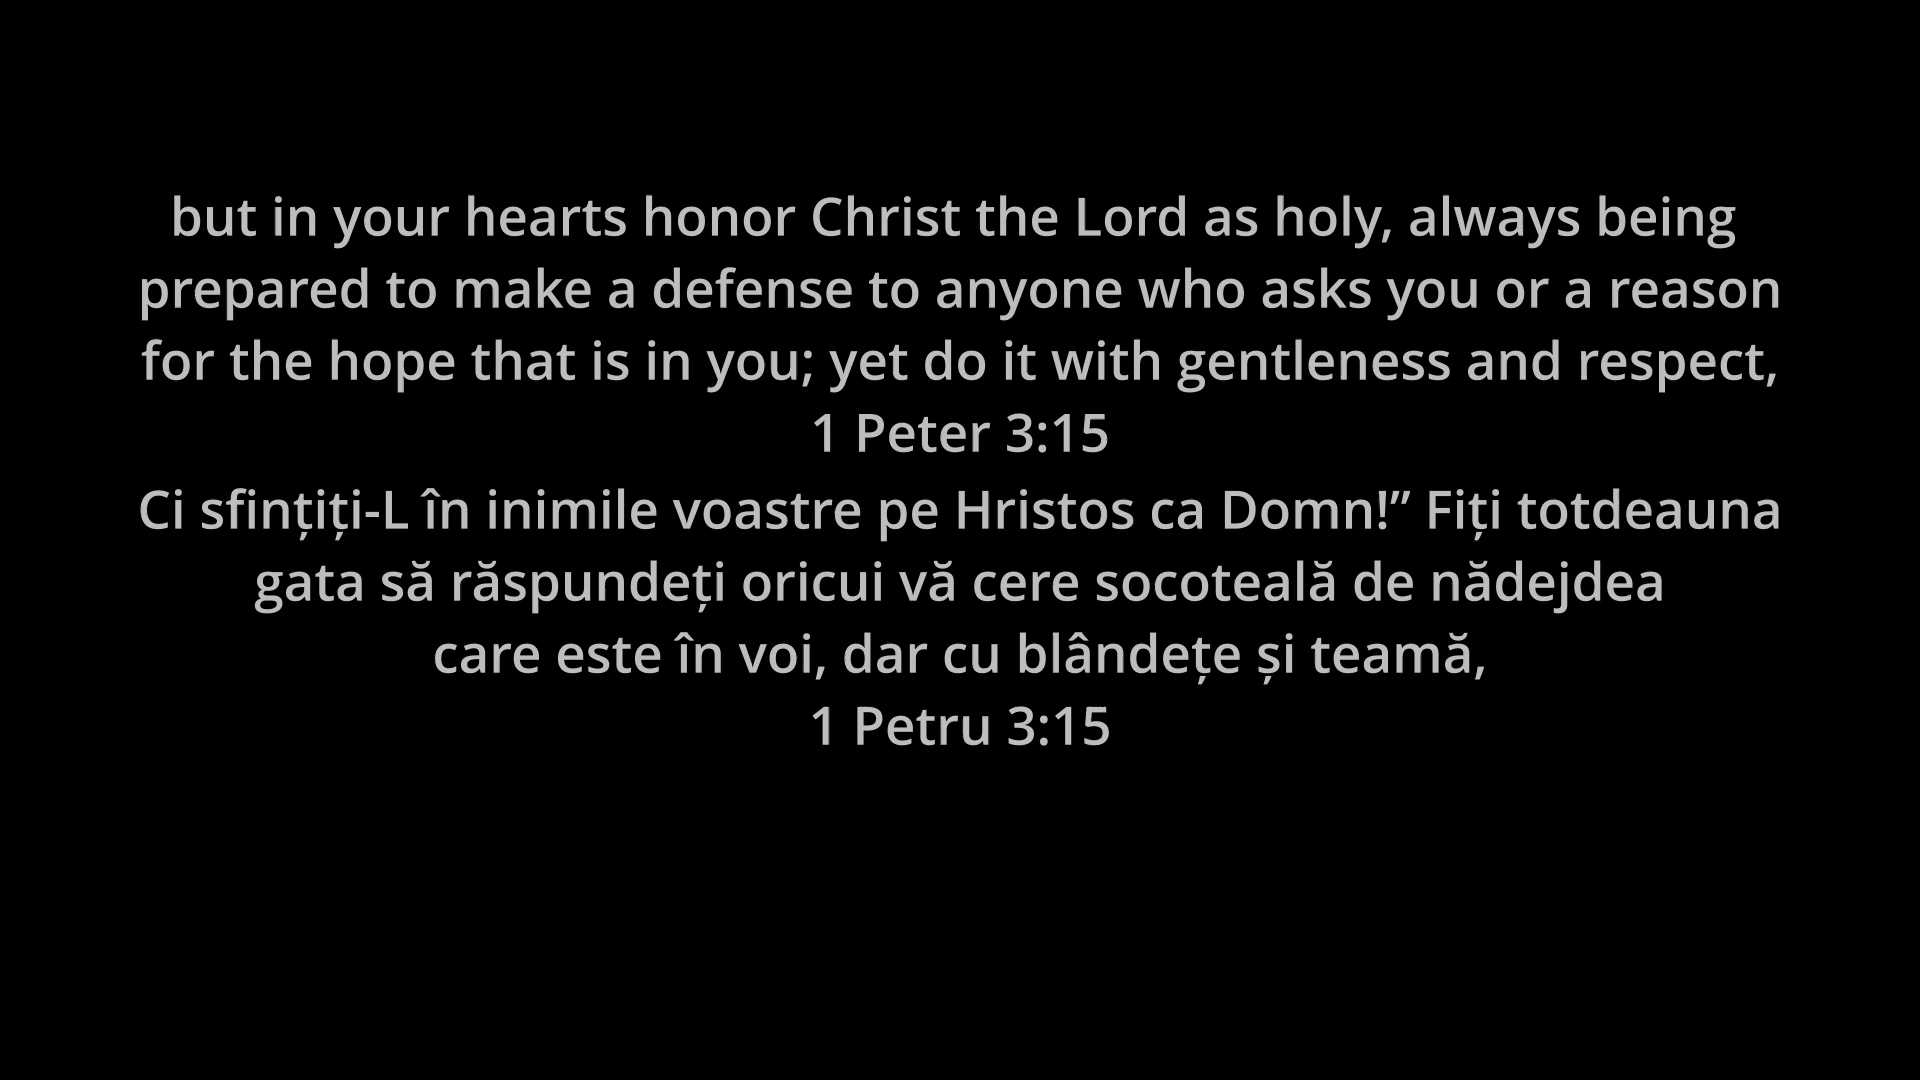 but in your hearts honor Christ the Lord as holy, always being
prepared to make a defense to anyone who asks you or a reason
for the hope that is in you; yet do it with gentleness and respect,
1 Peter 3:15
Ci sfințiți-L în inimile voastre pe Hristos ca Domn!” Fiți totdeauna
gata să răspundeți oricui vă cere socoteală de nădejdea
care este în voi, dar cu blândețe și teamă,
1 Petru 3:15